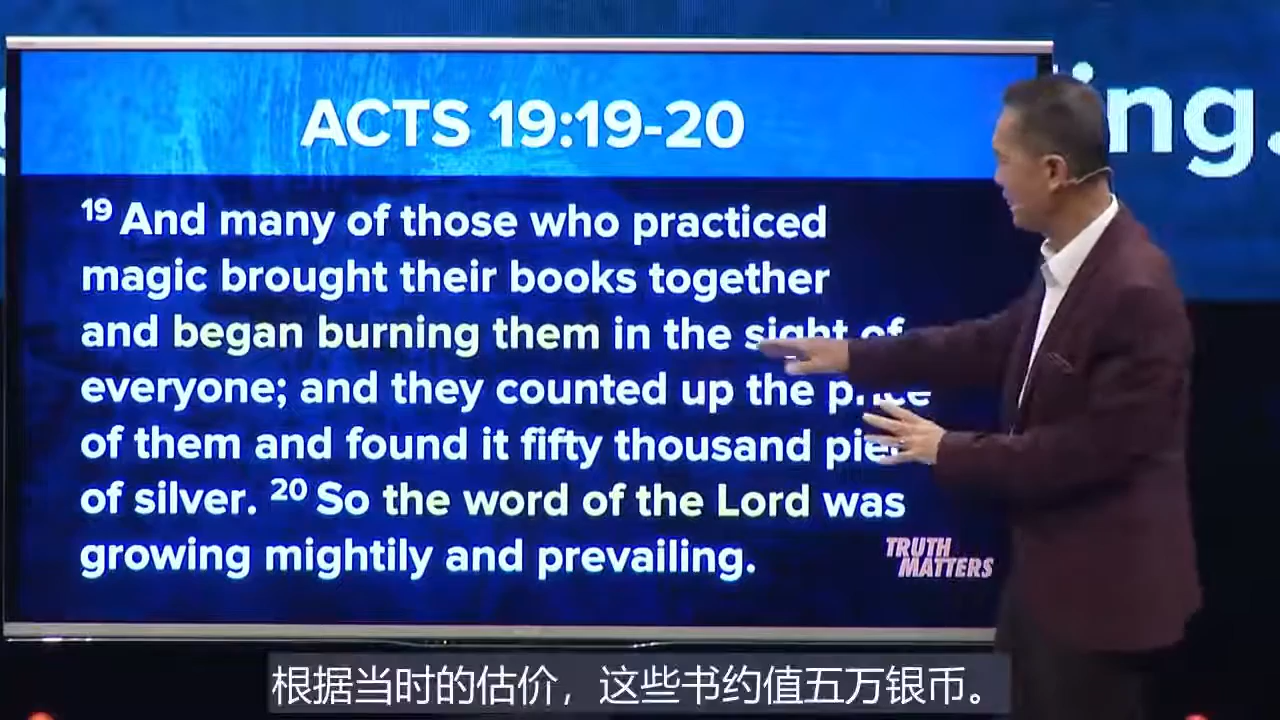 ing.
ACTS 19:19-20
19 And many of those who practiced
magic brought their books together
and began burning them in the sight of
everyone; and they counted up the price
of them and found it fifty thousand
of silver. 20 So the word of the Lord was
growing mightily and prevailing.
TRUTH
MATTERS
根据当时的估价，这些书约值五万银币。